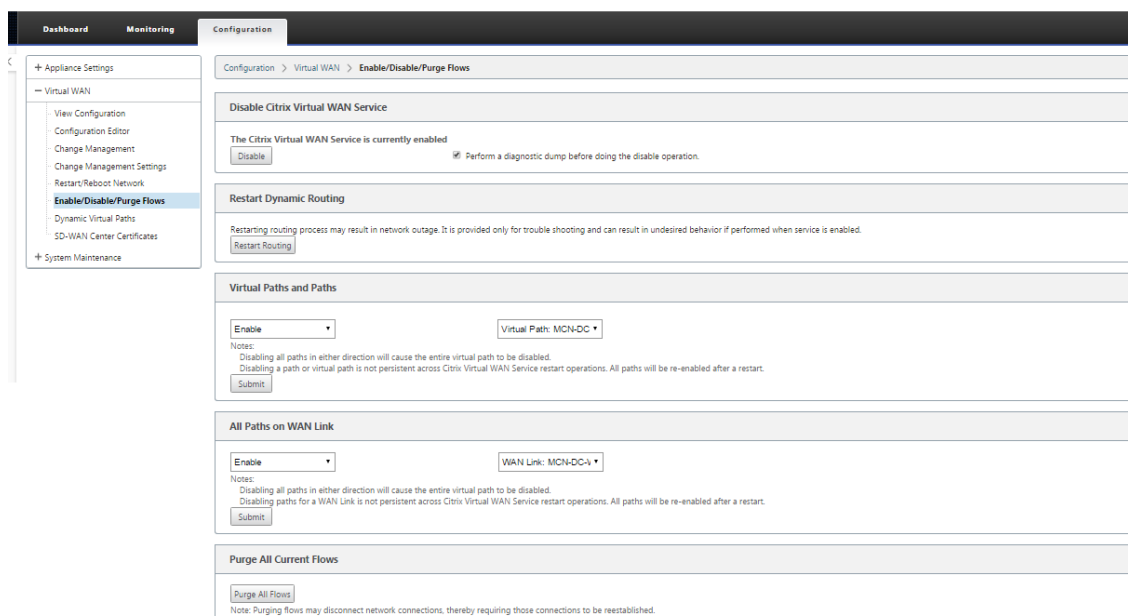 Dashboard Monitoring Configuration
+ Appliance Settings
− Virtual WAN
View Configuration
Configuration Editor
Change Management
Change Management Settings
Restart/Reboot Network
Enable/Disable/Purge Flows
Dynamic Virtual Paths
SD-WAN Center Certificates
+ System Maintenance
Configuration > Virtual WAN > Enable/Disable/Purge Flows
Disable Citrix Virtual WAN Service
The Citrix Virtual WAN Service is currently enabled
Disable Perform a diagnostic dump before doing the disable operation.
Restart Dynamic Routing
Restarting routing process may result in network outage. It is provided only for trouble shooting and can result in undesired behavior if performed when service is enabled.
Restart Routing
Virtual Paths and Paths
Enable Virtual Path: MCN-DC
Notes:
Disabling all paths in either direction will cause the entire virtual path to be disabled.
Disabling a path or virtual path is not persistent across Citrix Virtual WAN Service restart operations. All paths will be re-enabled after a restart.
Submit
All Paths on WAN Link
Enable WAN Link: MCN-DC-
Notes:
Disabling all paths in either direction will cause the entire virtual path to be disabled.
Disabling paths for a WAN Link is not persistent across Citrix Virtual WAN Service restart operations. All paths will be re-enabled after a restart.
Submit
Purge All Current Flows
Purge All Flows
Note: Purging flows may disconnect network connections, thereby requiring those connections to be reestablished.